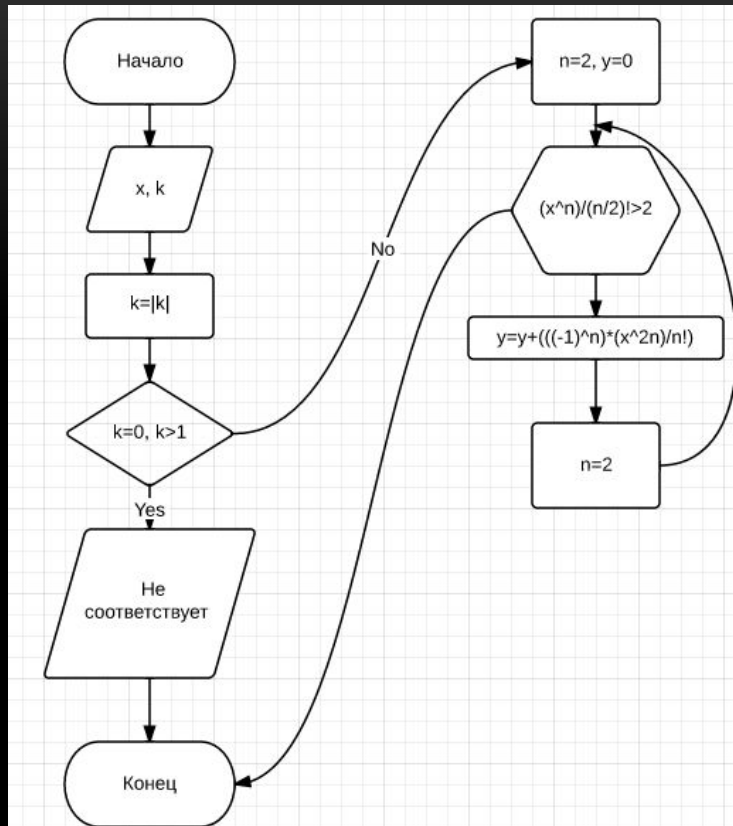 Начало
x, k
k=|k|
k=0, k>1
Yes
Не
соответствует
Конец
No
n=2, y=0
(x^n)/(n/2)!>2
y=y+(((-1)^n)*(x^2n)/n!)
n=2